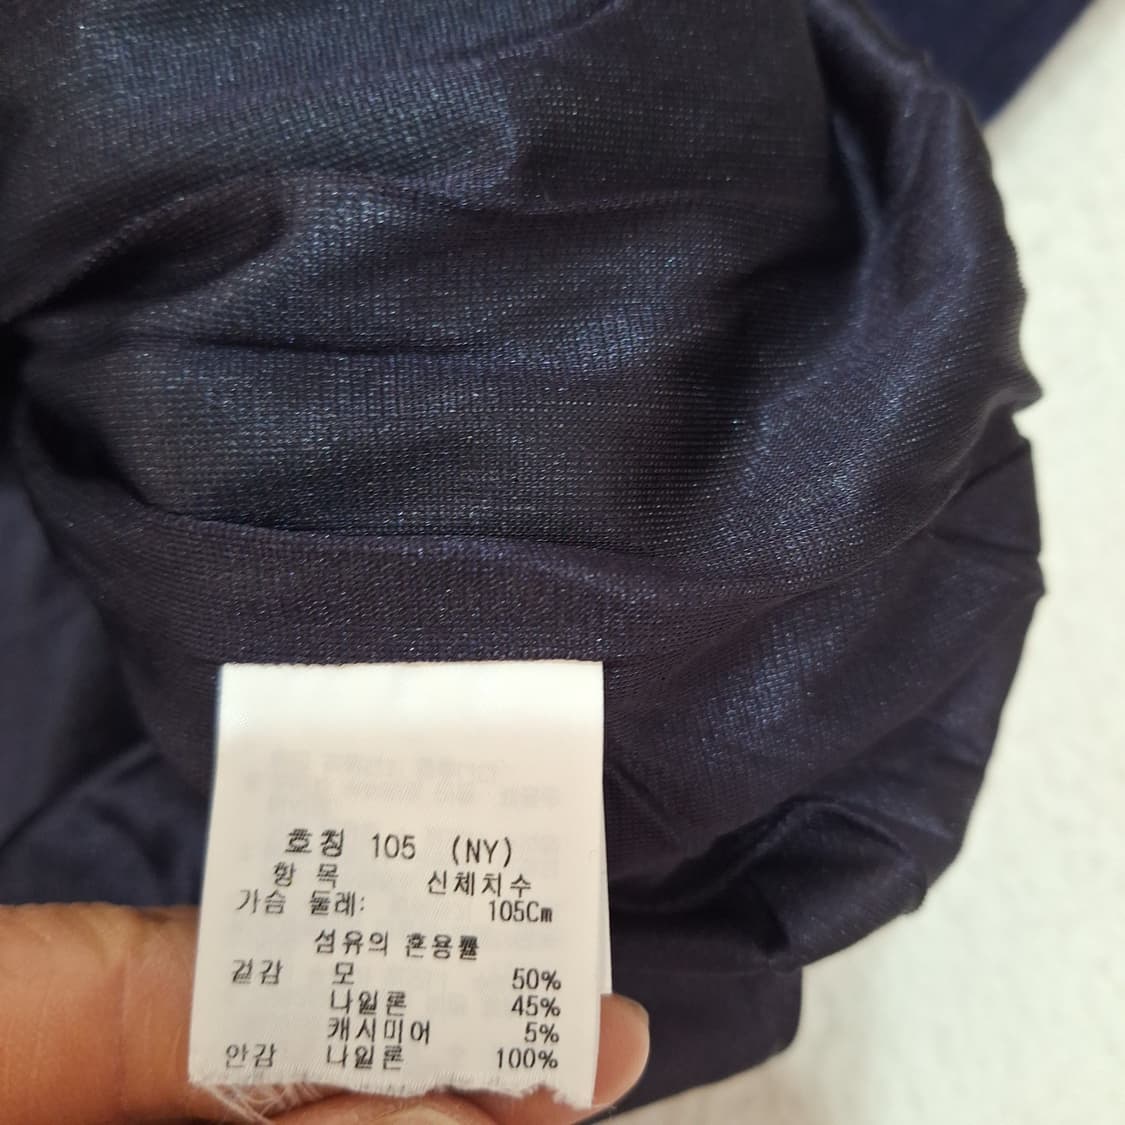 호칭 105 (NY)
항 목 신체치수
가슴 둘레: 105Cm
섬유의 혼용률
겉감 모 50%
나일론 45%
캐시미어 5%
안감 나일론 100%